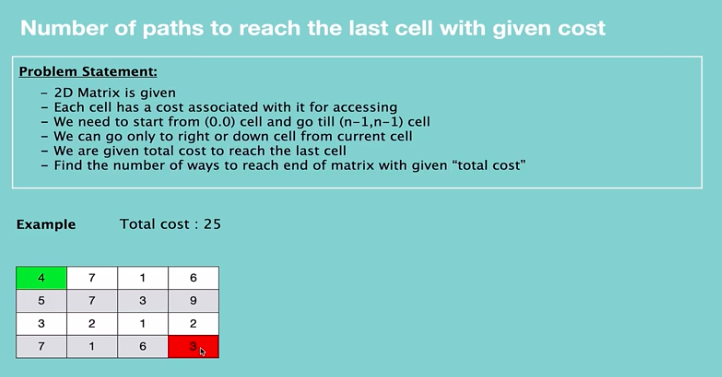 Number of paths to reach the last cell with given cost
Problem Statement:
– 2D Matrix is given
– Each cell has a cost associated with it for accessing
– We need to start from (0.0) cell and go till (n-1,n-1) cell
– We can go only to right or down cell from current cell
– We are given total cost to reach the last cell
– Find the number of ways to reach end of matrix with given “total cost”
Example Total cost : 25
4 7 1 6
5 7 3 9
3 2 1 2
7 1 6 3